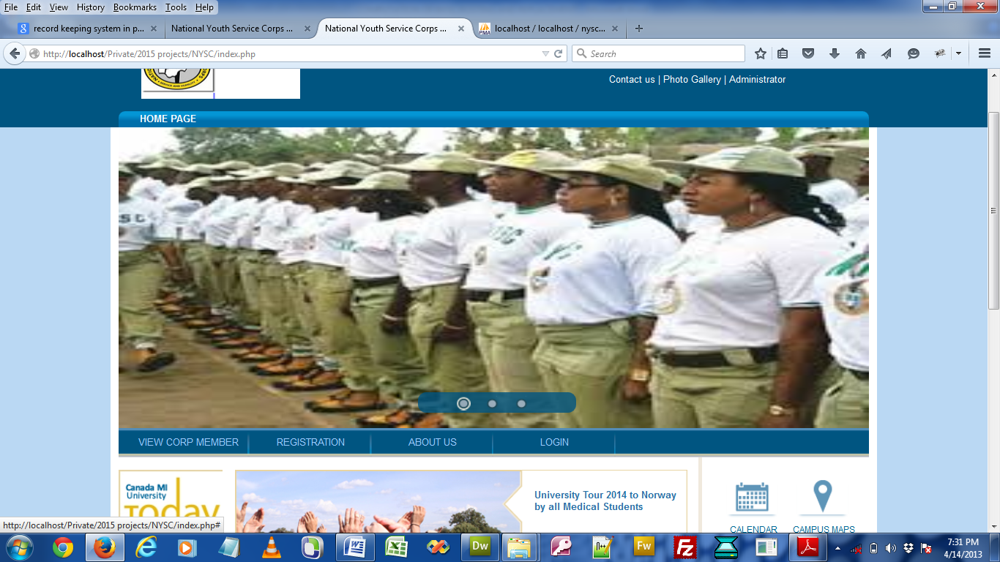 File Edit View History Bookmarks Tools Help
record keeping system in p...
National Youth Service Corps ...
National Youth Service Corps ...
localhost / localhost / nysc...
http://localhost/Private/2015 projects/NYSC/index.php
Search
Contact us | Photo Gallery | Administrator
HOME PAGE
VIEW CORP MEMBER
REGISTRATION
ABOUT US
LOGIN
Canada MI
University
Today
University Tour 2014 to Norway
by all Medical Students
CALENDAR
CAMPUS MAPS
http://localhost/Private/2015 projects/NYSC/index.php#
Dw
Fw
7:31 PM
4/14/2013